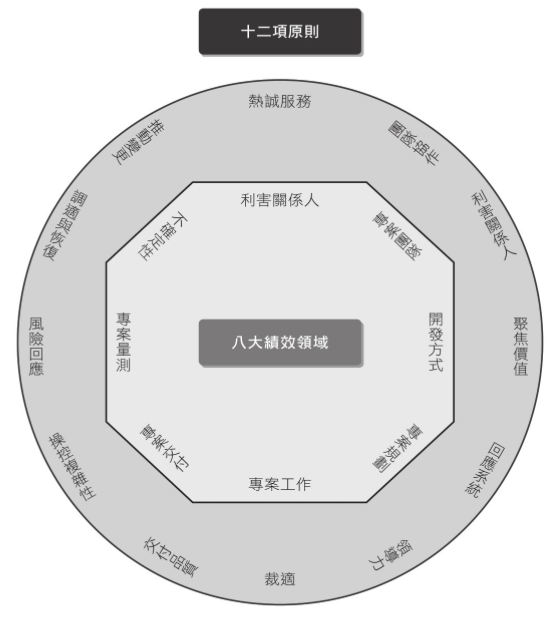 十二項原則
熱誠服務
團隊協作
利害關係人
聚焦價值
回應系統
領導力
裁適
交付品質
操控複雜性
風險回應
調適與恢復
推動變更
利害關係人
專案團隊
開發方式
專案規劃
專案工作
專案交付
專案量測
不確定性
八大績效領域